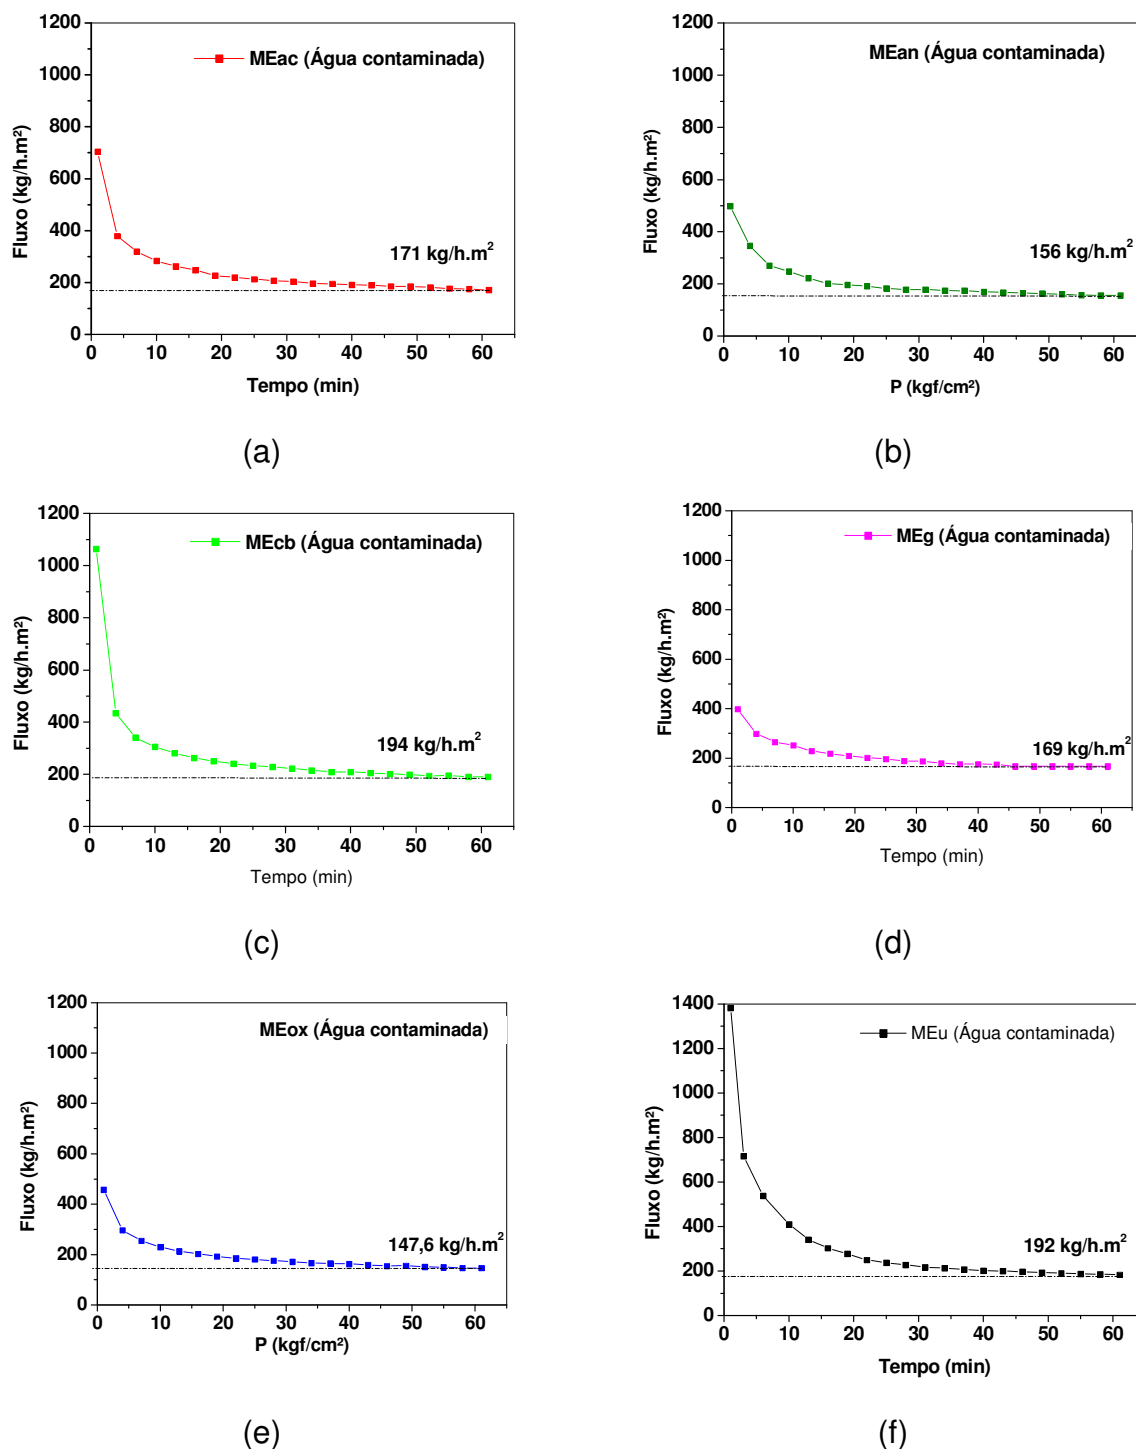 1200
1000
800
600
400
200
0
Fluxo (kg/h.m²)
MEac (Água contaminada)
171 kg/h.m²
0 10 20 30 40 50 60
Tempo (min)
(a)
1200
1000
800
600
400
200
0
Fluxo (kg/h.m²)
MEan (Água contaminada)
156 kg/h.m²
0 10 20 30 40 50 60
P (kgf/cm²)
(b)
1200
1000
800
600
400
200
0
Fluxo (kg/h.m²)
MEcb (Água contaminada)
194 kg/h.m²
0 10 20 30 40 50 60
Tempo (min)
(c)
1200
1000
800
600
400
200
0
Fluxo (kg/h.m²)
MEg (Água contaminada)
169 kg/h.m²
0 10 20 30 40 50 60
Tempo (min)
(d)
1200
1000
800
600
400
200
0
Fluxo (kg/h.m²)
MEox (Água contaminada)
147,6 kg/h.m²
0 10 20 30 40 50 60
P (kgf/cm²)
(e)
1400
1200
1000
800
600
400
200
0
Fluxo (kg/h.m²)
MEu (Água contaminada)
192 kg/h.m²
0 10 20 30 40 50 60
Tempo (min)
(f)